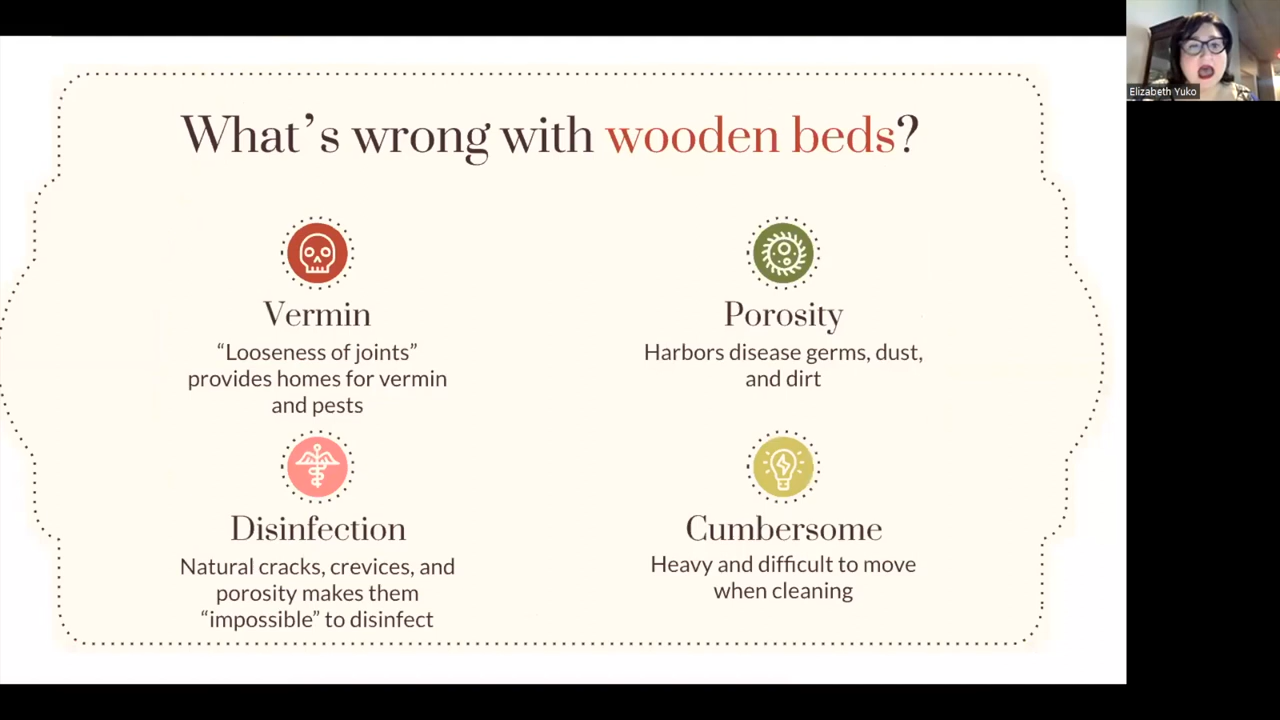 What's wrong with wooden beds?
Vermin
“Looseness of joints”
provides homes for vermin
and pests
Porosity
Harbors disease germs, dust,
and dirt
Disinfection
Natural cracks, crevices, and
porosity makes them
“impossible” to disinfect
Cumbersome
Heavy and difficult to move
when cleaning
Elizabeth Yuko